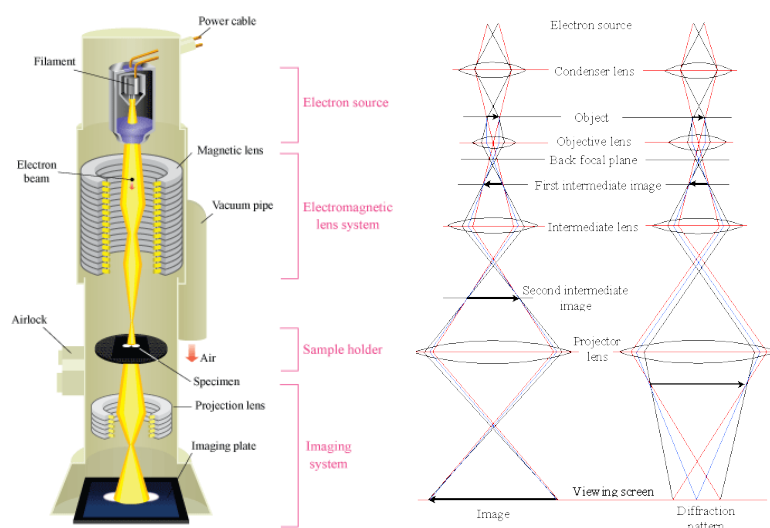 Power cable
Filament
Electron source
Magnetic lens
Electron
beam
Electromagnetic
lens system
Vacuum pipe
Airlock
Air
Sample holder
Specimen
Projection lens
Imaging plate
Imaging
system
Electron source
Condenser lens
Object
Objective lens
Back focal plane
First intermediate image
Intermediate lens
Second intermediate
image
Projector
lens
Viewing screen
Image
Diffraction
pattern